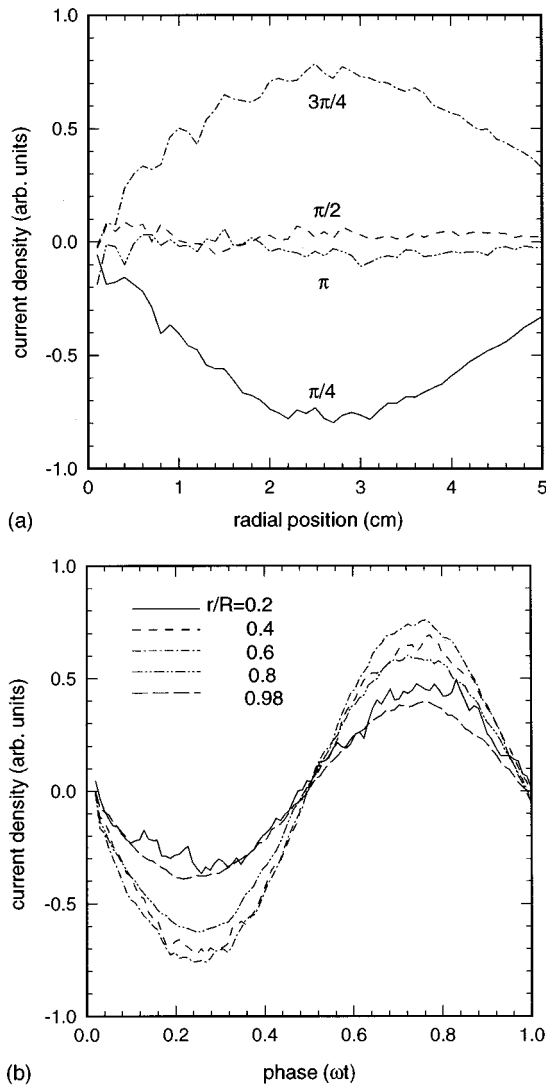 1.0
0.5
0.0
-0.5
-1.0
current density (arb. units)
3π/4
π/2
π
π/4
0 1 2 3 4 5
(a) radial position (cm)
1.0
0.5
0.0
-0.5
-1.0
current density (arb. units)
r/R=0.2
0.4
0.6
0.8
0.98
0.0 0.2 0.4 0.6 0.8 1.0
(b) phase (ωt)